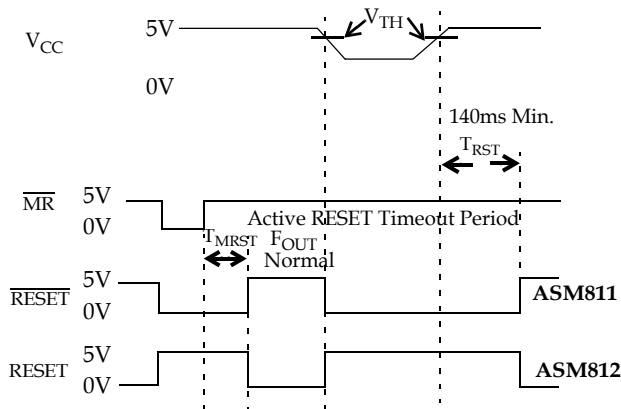 V_CC 5V V_TH
0V
140ms Min.
T_RST
MR 5V
0V Active RESET Timeout Period
T_MRST F_OUT
Normal
RESET 5V ASM811
0V
RESET 5V ASM812
0V